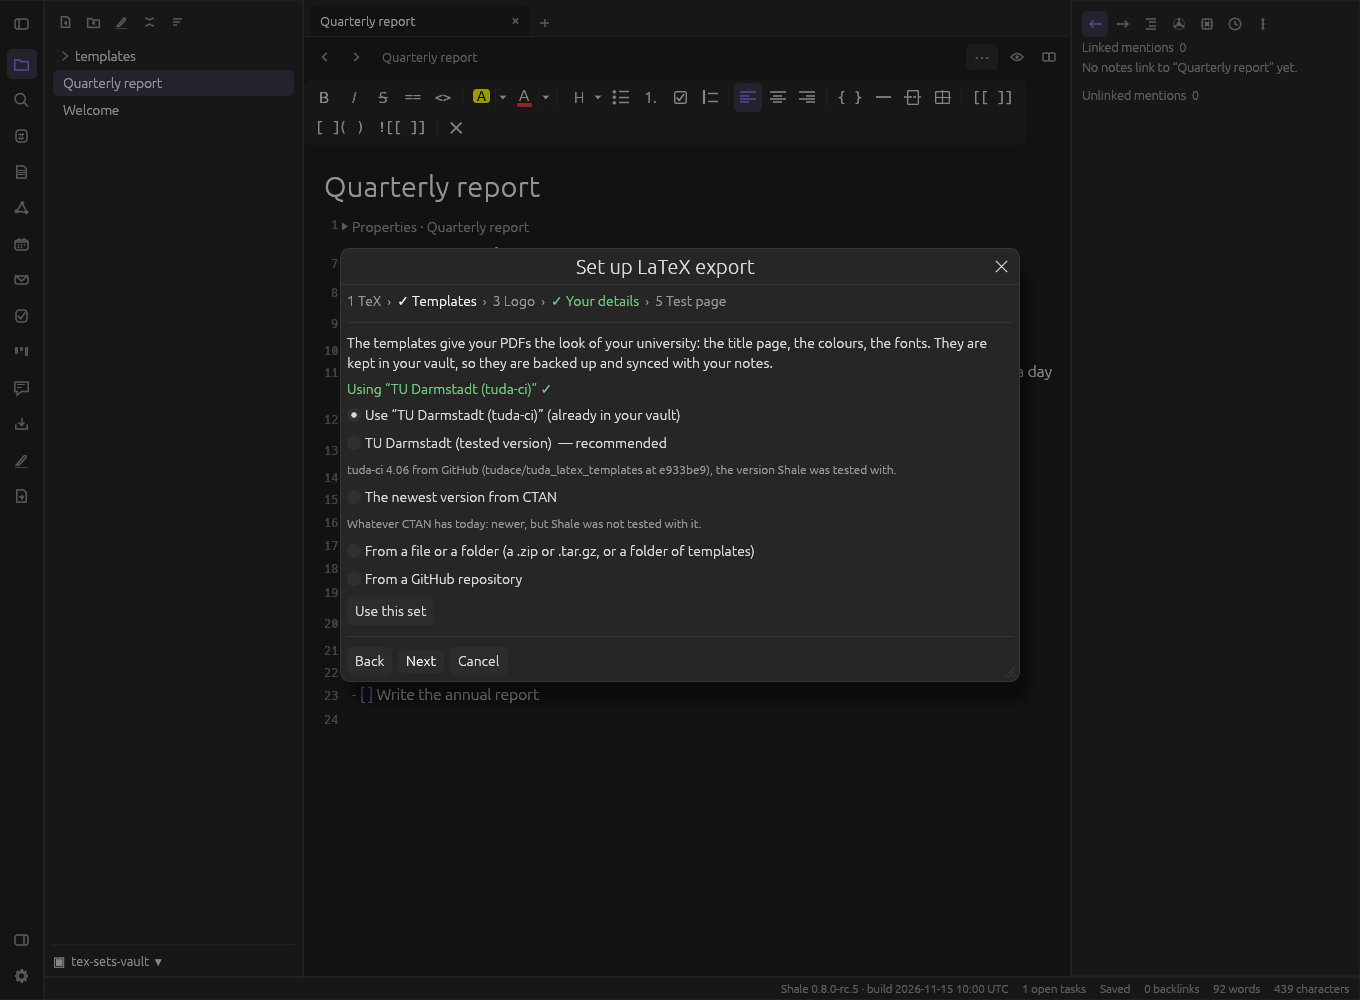 Quarterly report
templates
Quarterly report
Welcome
Quarterly report
B I S == <> A A H 1. { } [[ ]]
[ ]( ) ![[ ]]
Quarterly report
1 Properties · Quarterly report
7
8
9
10
11 a day
12
13
14
15
16
17
18
19
20
21
22
23 - [ ] Write the annual report
24
Set up LaTeX export
1 TeX › ✓ Templates › 3 Logo › ✓ Your details › 5 Test page
The templates give your PDFs the look of your university: the title page, the colours, the fonts. They are
kept in your vault, so they are backed up and synced with your notes.
Using “TU Darmstadt (tuda-ci)” ✓
Use “TU Darmstadt (tuda-ci)” (already in your vault)
TU Darmstadt (tested version) — recommended
tuda-ci 4.06 from GitHub (tudace/tuda_latex_templates at e933be9), the version Shale was tested with.
The newest version from CTAN
Whatever CTAN has today: newer, but Shale was not tested with it.
From a file or a folder (a .zip or .tar.gz, or a folder of templates)
From a GitHub repository
Use this set
Back Next Cancel
Linked mentions 0
No notes link to “Quarterly report” yet.
Unlinked mentions 0
tex-sets-vault
Shale 0.8.0-rc.5 · build 2026-11-15 10:00 UTC 1 open tasks Saved 0 backlinks 92 words 439 characters